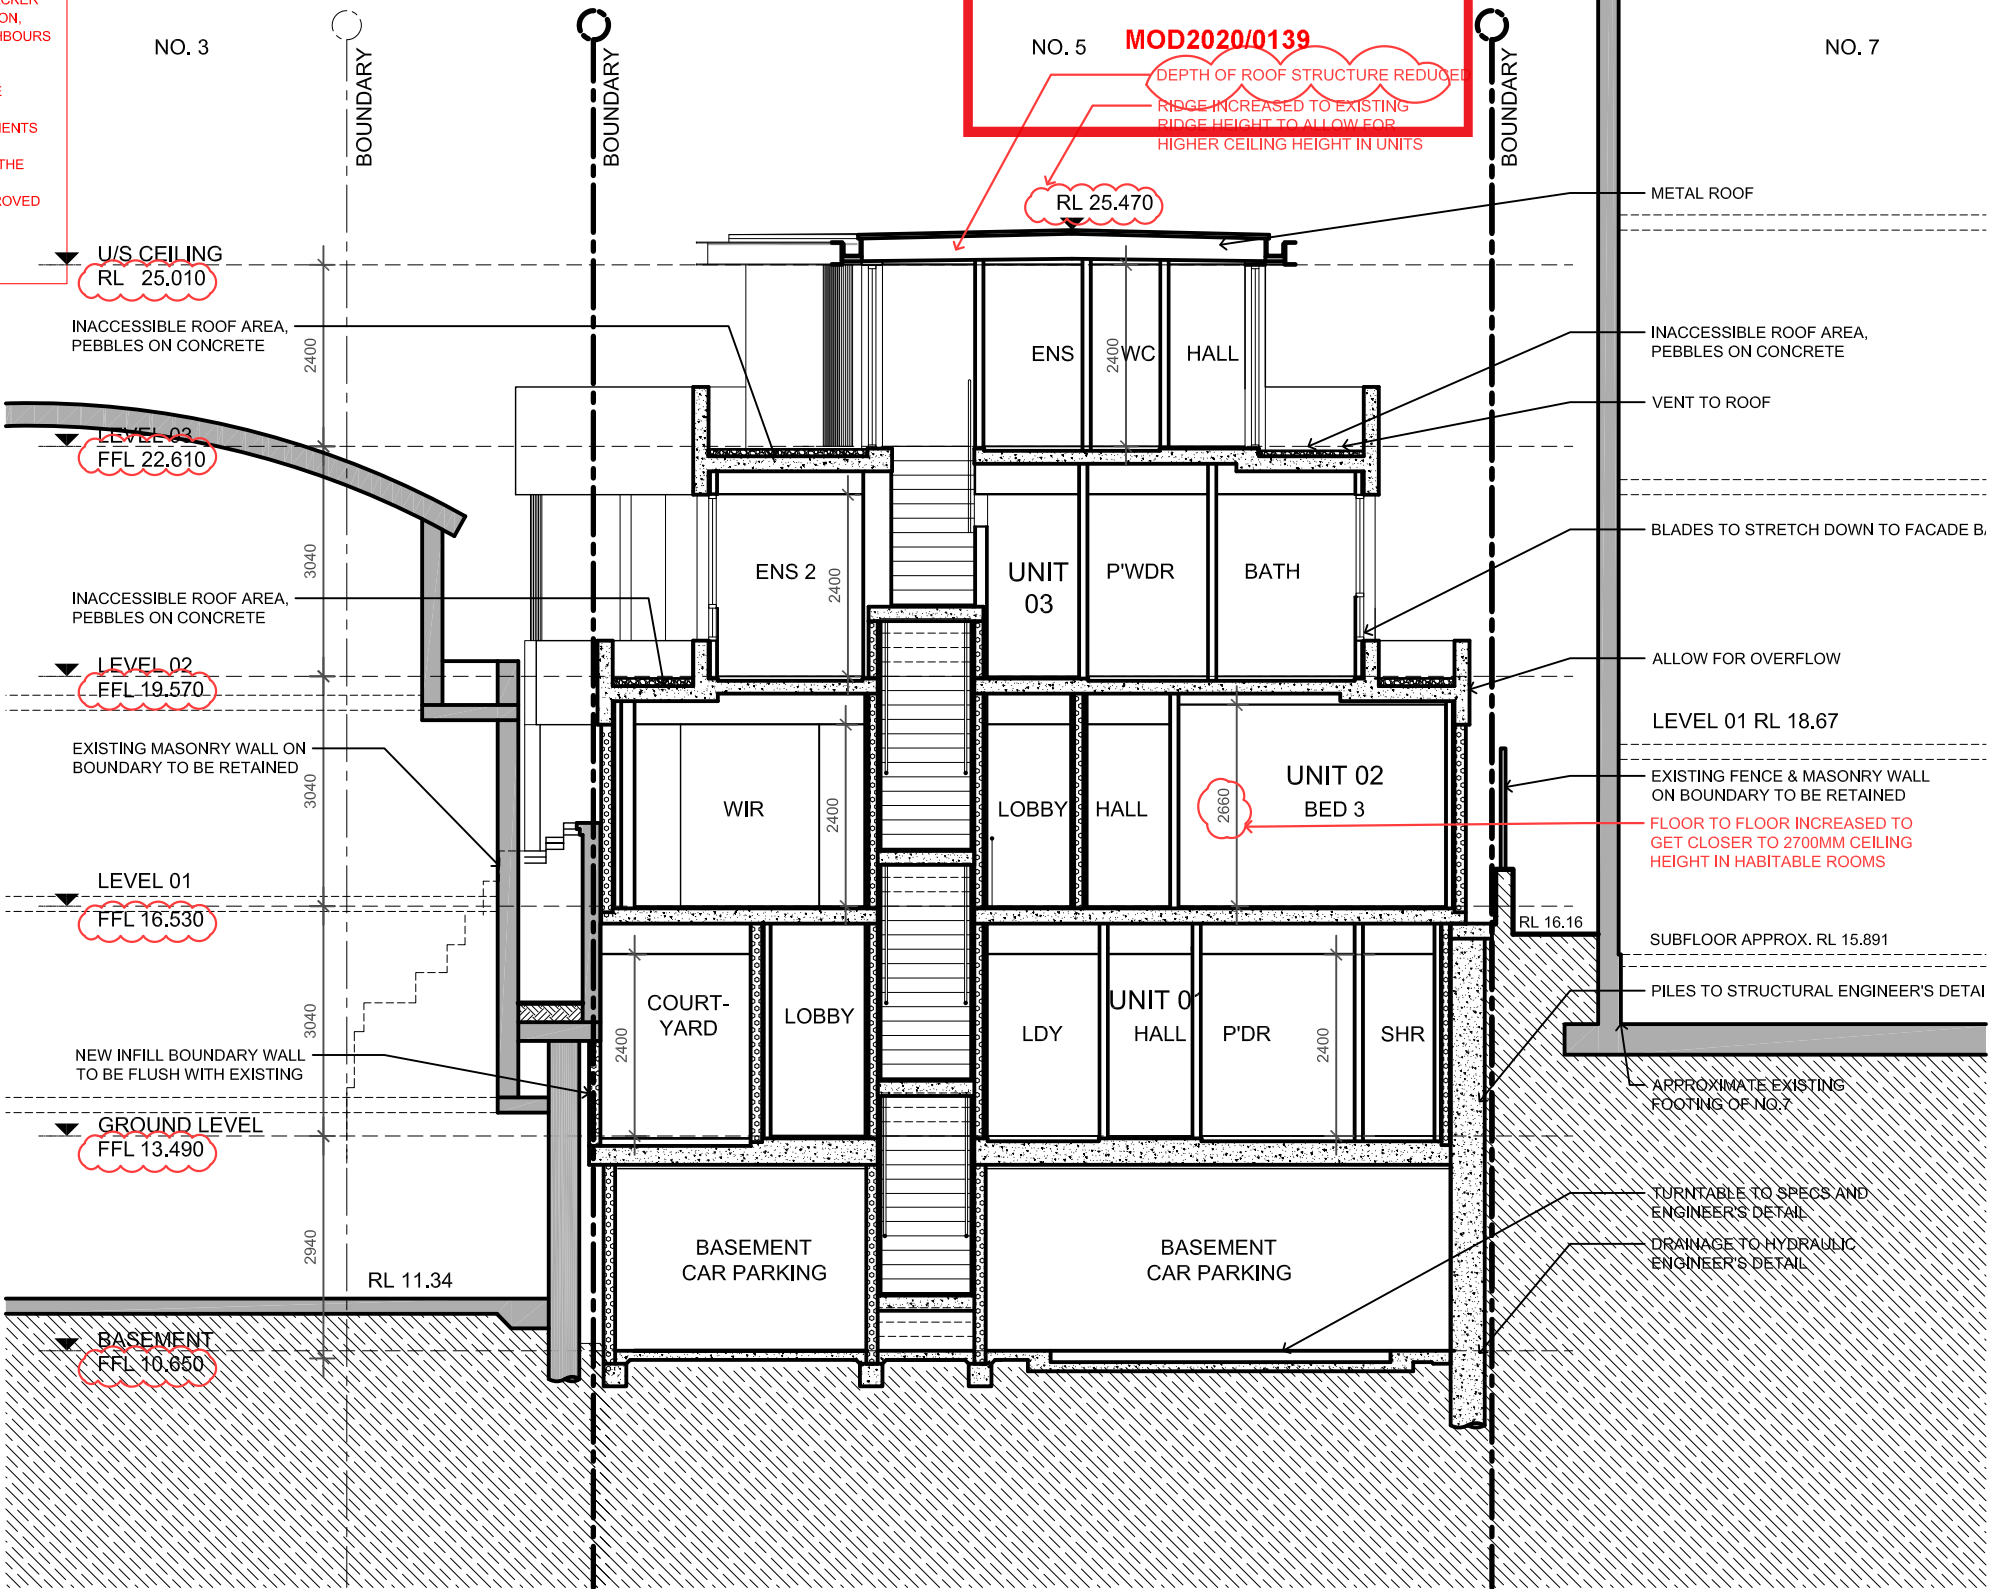 NO. 3
NO. 5
NO. 7
MOD2020/0139
DEPTH OF ROOF STRUCTURE REDUCED
RIDGE INCREASED TO EXISTING
RIDGE HEIGHT TO ALLOW FOR
HIGHER CEILING HEIGHT IN UNITS
BOUNDARY
BOUNDARY
BOUNDARY
THE
RL 25.470
METAL ROOF
U/S CEILING
RL 25.010
INACCESSIBLE ROOF AREA,
PEBBLES ON CONCRETE
2400
ENS
2400
WC
HALL
INACCESSIBLE ROOF AREA,
PEBBLES ON CONCRETE
VENT TO ROOF
LEVEL 03
FFL 22.610
3040
ENS 2
2400
UNIT
03
P'WDR
BATH
BLADES TO STRETCH DOWN TO FACADE
INACCESSIBLE ROOF AREA,
PEBBLES ON CONCRETE
LEVEL 02
FFL 19.570
ALLOW FOR OVERFLOW
LEVEL 01 RL 18.67
EXISTING MASONRY WALL ON
BOUNDARY TO BE RETAINED
3040
WIR
2400
LOBBY
HALL
2660
UNIT 02
BED 3
EXISTING FENCE & MASONRY WALL
ON BOUNDARY TO BE RETAINED
FLOOR TO FLOOR INCREASED TO
GET CLOSER TO 2700MM CEILING
HEIGHT IN HABITABLE ROOMS
LEVEL 01
FFL 16.530
RL 16.16
SUBFLOOR APPROX. RL 15.891
3040
2400
COURT-
YARD
LOBBY
LDY
UNIT 01
HALL
P'DR
2400
SHR
PILES TO STRUCTURAL ENGINEER'S
NEW INFILL BOUNDARY WALL
TO BE FLUSH WITH EXISTING
APPROXIMATE EXISTING
FOOTING OF NO.7
GROUND LEVEL
FFL 13.490
2940
RL 11.34
BASEMENT
CAR PARKING
BASEMENT
CAR PARKING
TURNTABLE TO SPECS AND
ENGINEER'S DETAIL
DRAINAGE TO HYDRAULIC
ENGINEER'S DETAIL
BASEMENT
FFL 10.650